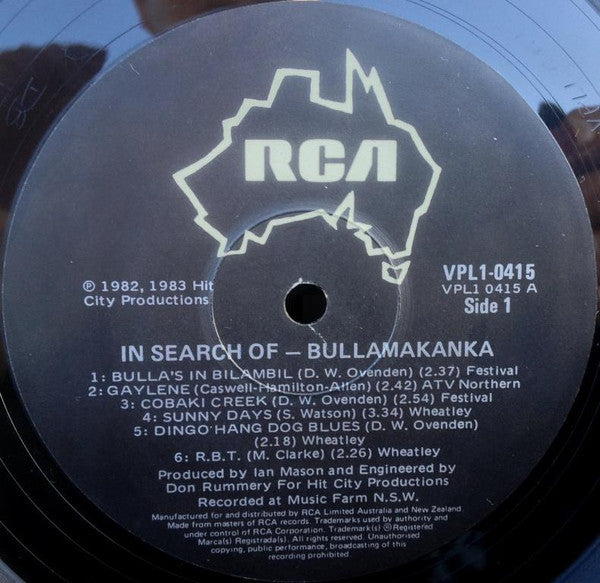 RCA
℗ 1982, 1983 Hit
City Productions
VPL1-0415
VPL1 0415 A
Side 1
IN SEARCH OF — BULLAMAKANKA
1: BULLA'S IN BILAMBIL (D. W. Ovenden) (2.37) Festival
2: GAYLENE (Caswell-Hamilton-Allen) (2.42) ATV Northern
3: COBAKI CREEK (D. W. Ovenden) (2.54) Festival
4: SUNNY DAYS (S. Watson) (3.34) Wheatley
5: DINGO HANG DOG BLUES (D. W. Ovenden)
(2.18) Wheatley
6: R.B.T. (M. Clarke) (2.26) Wheatley
Produced by Ian Mason and Engineered by
Don Rummery For Hit City Productions
Recorded at Music Farm N.S.W.
Manufactured for and distributed by RCA Limited Australia and New Zealand
Made from masters of RCA records. Trademarks used by authority and
under control of RCA Corporation. Trademark(s) ® Registered
Marca(s) Registrada(s). All rights reserved. Unauthorised
copying, public performance, broadcasting of this
recording prohibited.